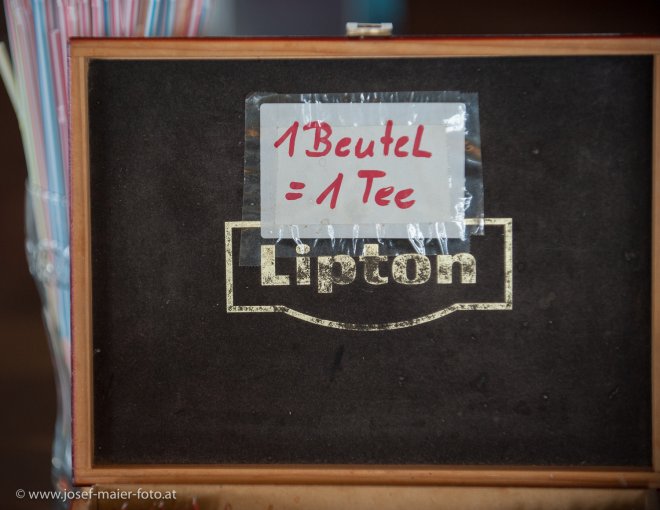 1 Beutel
= 1 Tee
Lipton
© www.josef-maier-foto.at